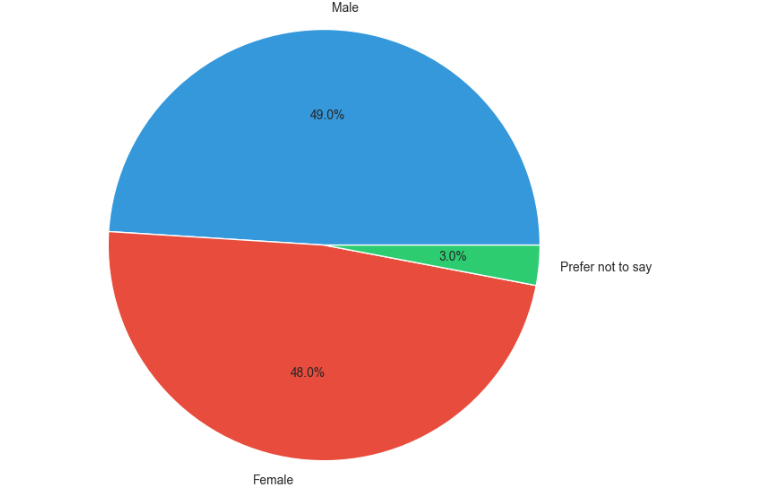 Male
49.0%
3.0%
Prefer not to say
48.0%
Female